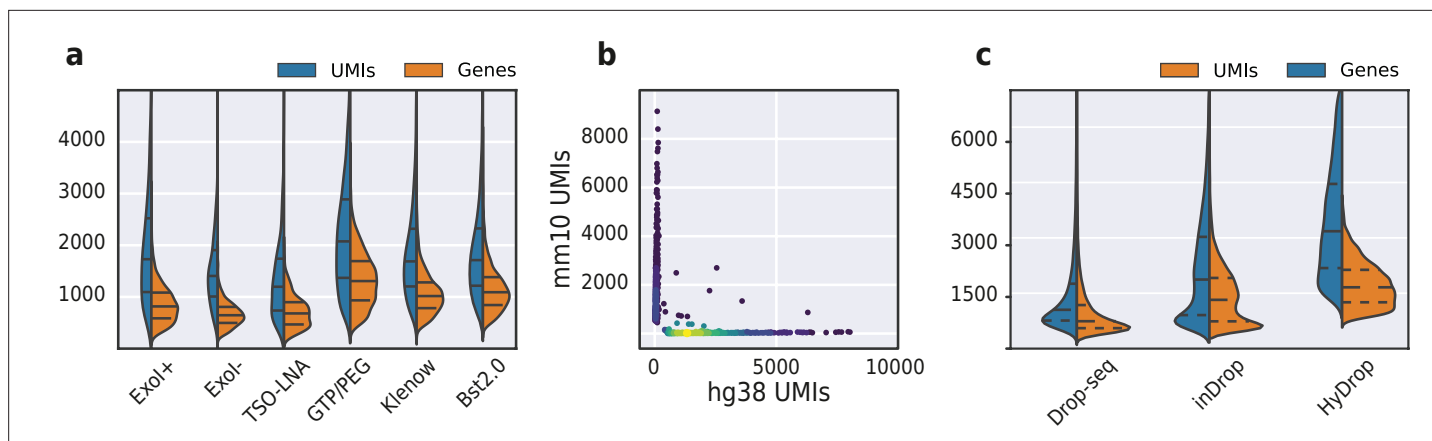 a
UMIs Genes
4000
3000
2000
1000
ExoI+ ExoI- TSO-LNA GTP/PEG Klenow Bst2.0
b
mm10 UMIs
8000
6000
4000
2000
0 5000 10000
hg38 UMIs
c
UMIs Genes
6000
4500
3000
1500
Drop-seq inDrop HyDrop